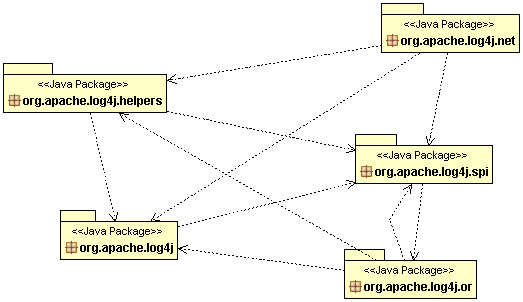 <<Java Package>>
org.apache.log4j.net
<<Java Package>>
org.apache.log4j.helpers
<<Java Package>>
org.apache.log4j.spi
<<Java Package>>
org.apache.log4j
<<Java Package>>
org.apache.log4j.or